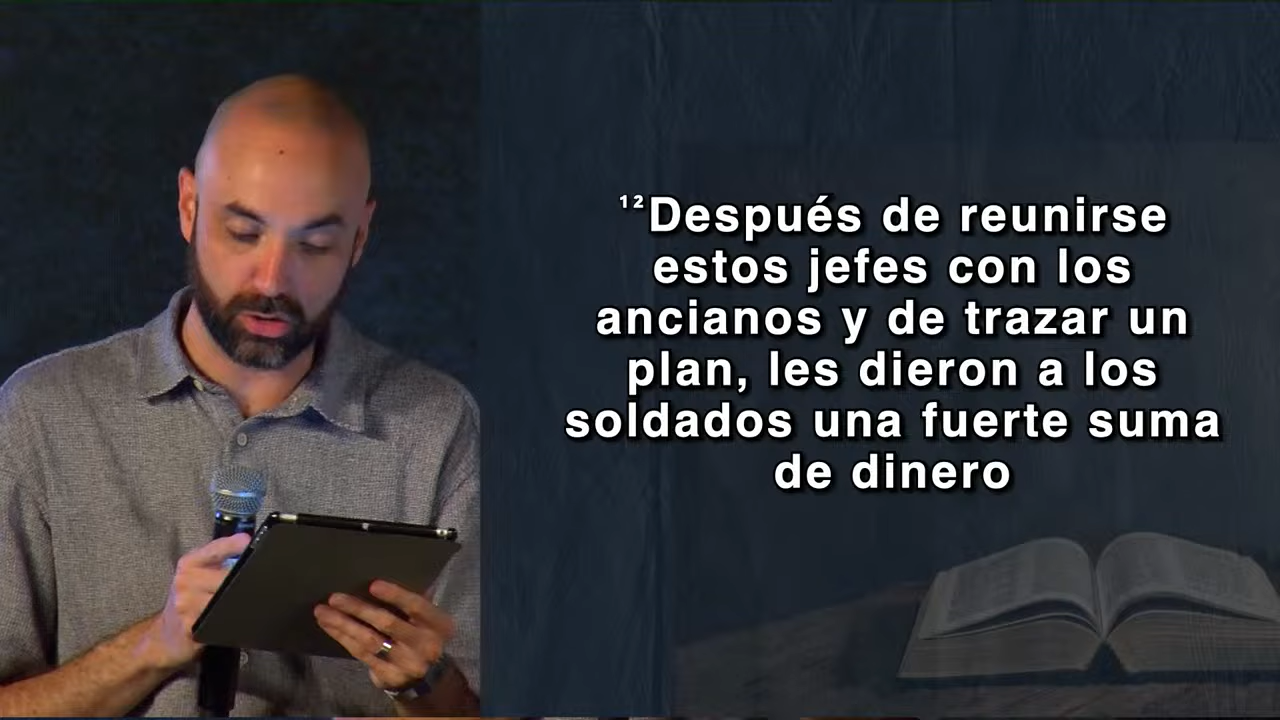 ¹²Después de reunirse
estos jefes con los
ancianos y de trazar un
plan, les dieron a los
soldados una fuerte suma
de dinero